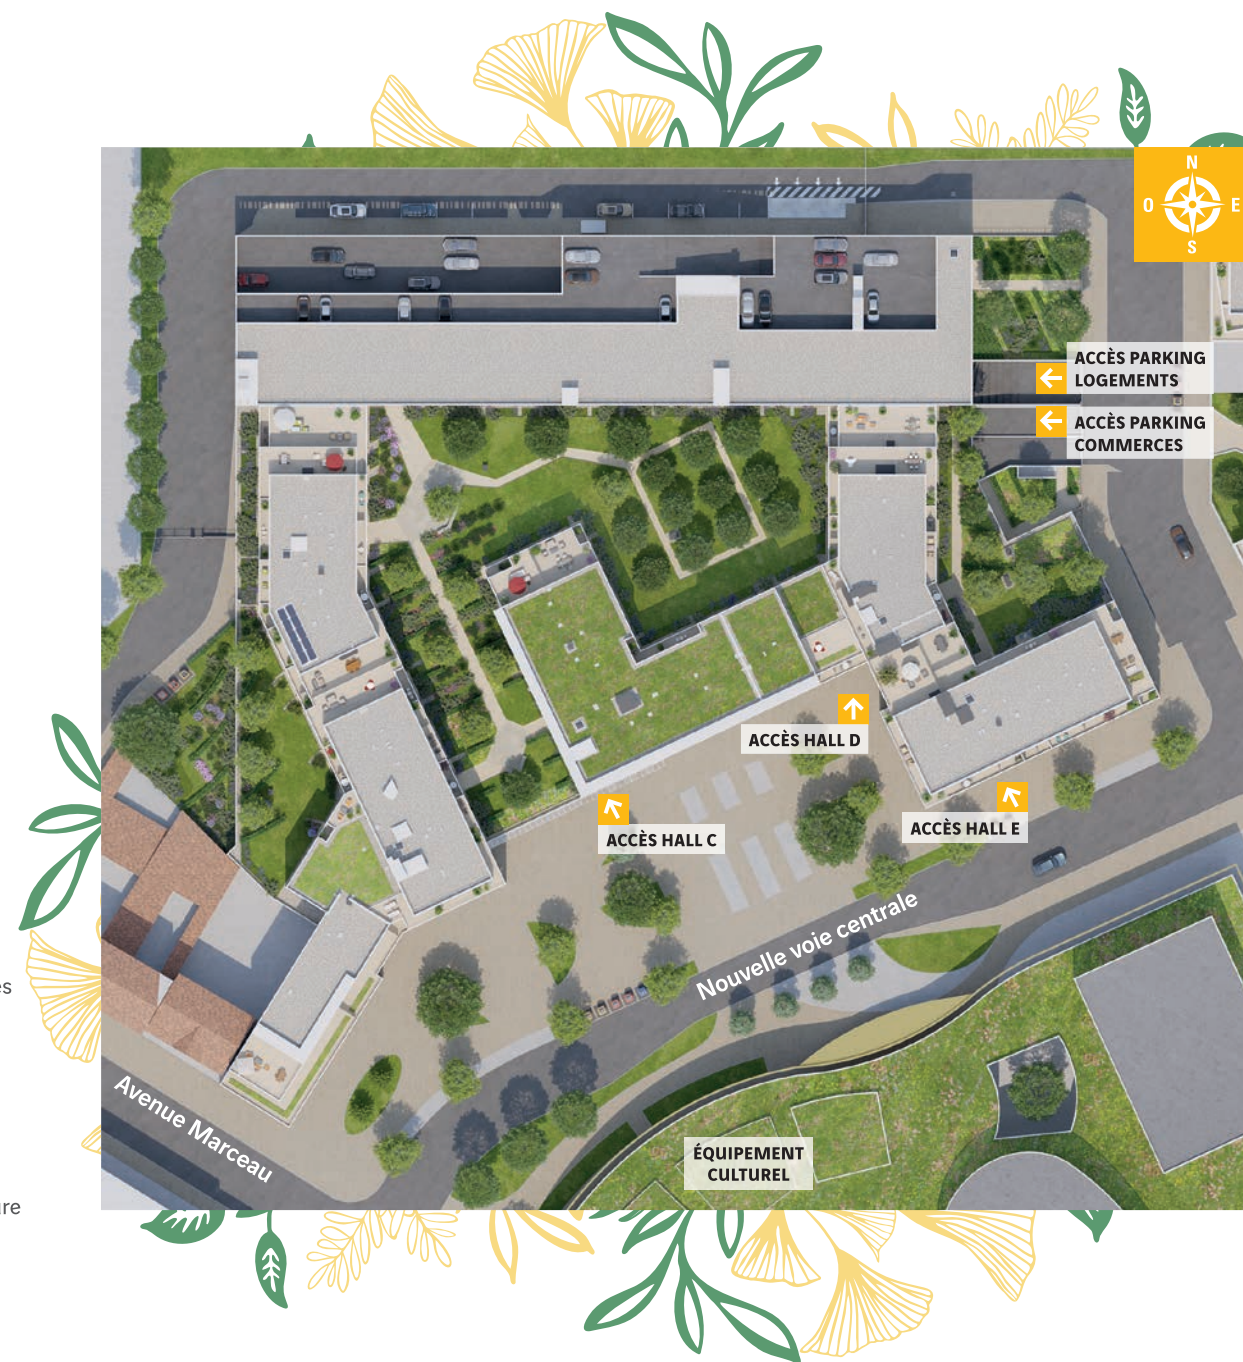 N
O E
S
ACCÈS PARKING
LOGEMENTS
ACCÈS PARKING
COMMERCES
ACCÈS HALL D
ACCÈS HALL E
ACCÈS HALL C
Nouvelle voie centrale
Avenue Marceau
ÉQUIPEMENT
CULTUREL